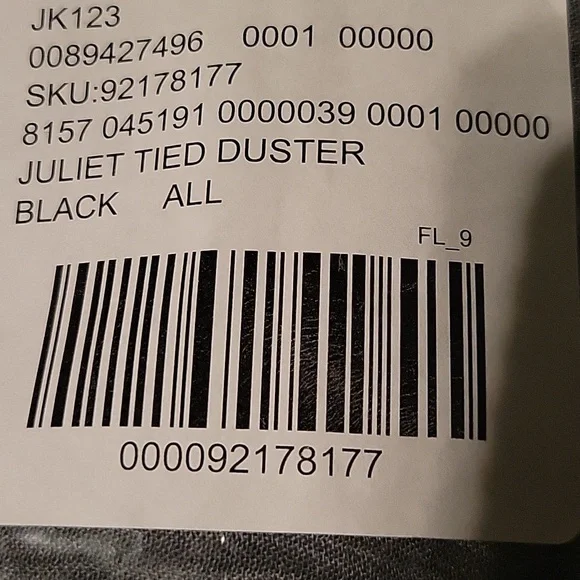 JK123
0089427496 0001 00000
SKU:92178177
8157 045191 0000039 0001 00000
JULIET TIED DUSTER
BLACK ALL
FL_9
000092178177